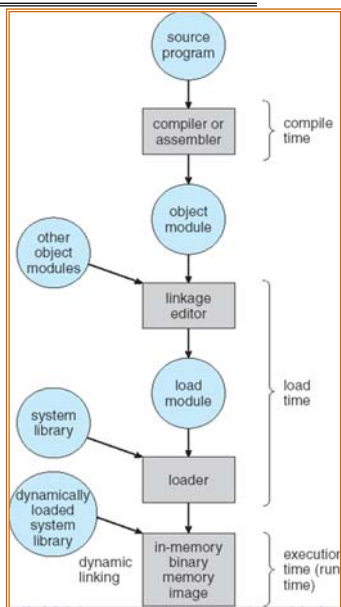 source
program
compiler or
assembler
compile
time
object
module
other
object
modules
linkage
editor
load
module
load
time
system
library
loader
dynamically
loaded
system
library
dynamic
linking
in-memory
binary
memory
image
execution
time (run
time)